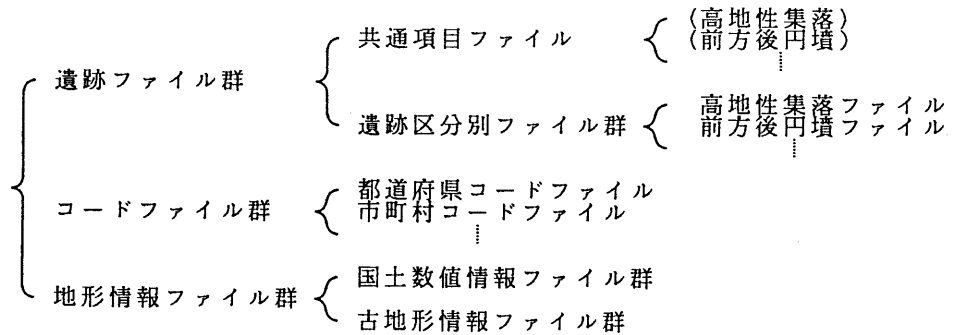 (高地性集落)
共通項目ファイル
(前方後円墳)
遺跡ファイル群
高地性集落ファイル
遺跡区分別ファイル群
前方後円墳ファイル
都道府県コードファイル
コードファイル群
市町村コードファイル
国土数値情報ファイル群
地形情報ファイル群
古地形情報ファイル群